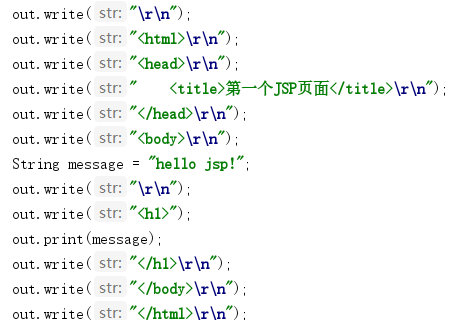 out.write( str: "\r\n");
out.write( str: "<html>\r\n");
out.write( str: "<head>\r\n");
out.write( str: "    <title>第一个JSP页面</title>\r\n");
out.write( str: "</head>\r\n");
out.write( str: "<body>\r\n");
String message = "hello jsp!";
out.write( str: "\r\n");
out.write( str: "<h1>");
out.print(message);
out.write( str: "</h1>\r\n");
out.write( str: "</body>\r\n");
out.write( str: "</html>\r\n");